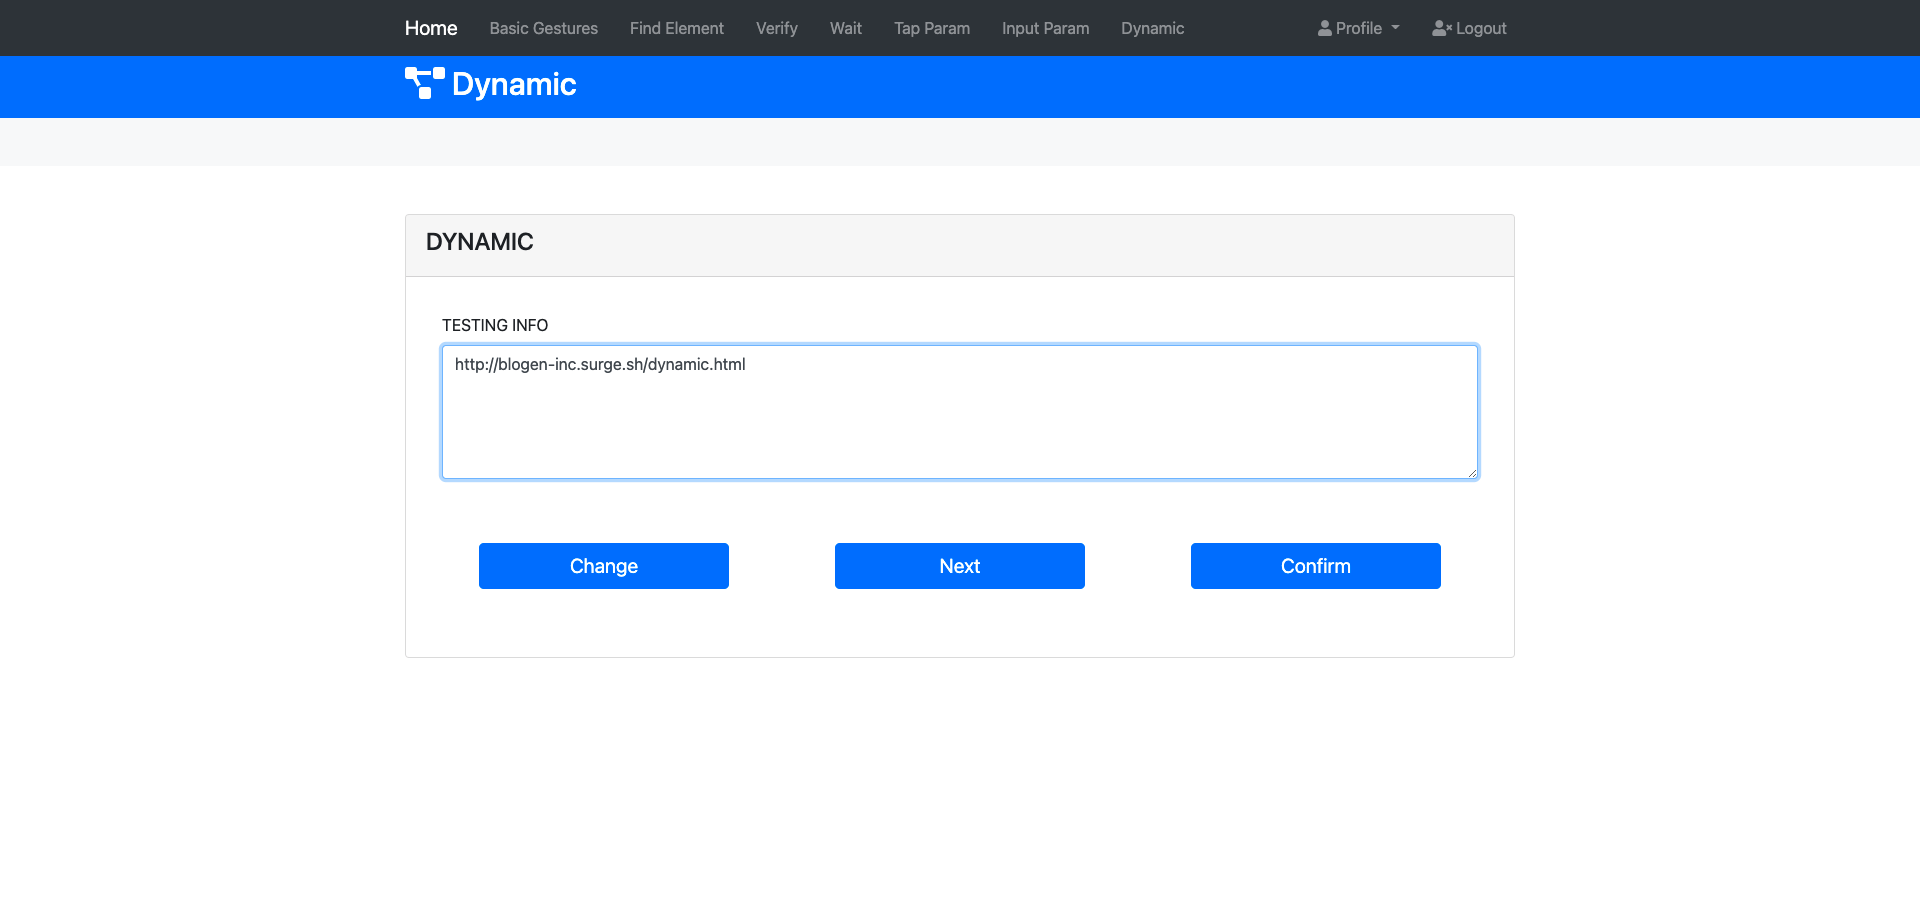 Home Basic Gestures Find Element Verify Wait Tap Param Input Param Dynamic Profile Logout
Dynamic
DYNAMIC
TESTING INFO
http://blogen-inc.surge.sh/dynamic.html
Change Next Confirm